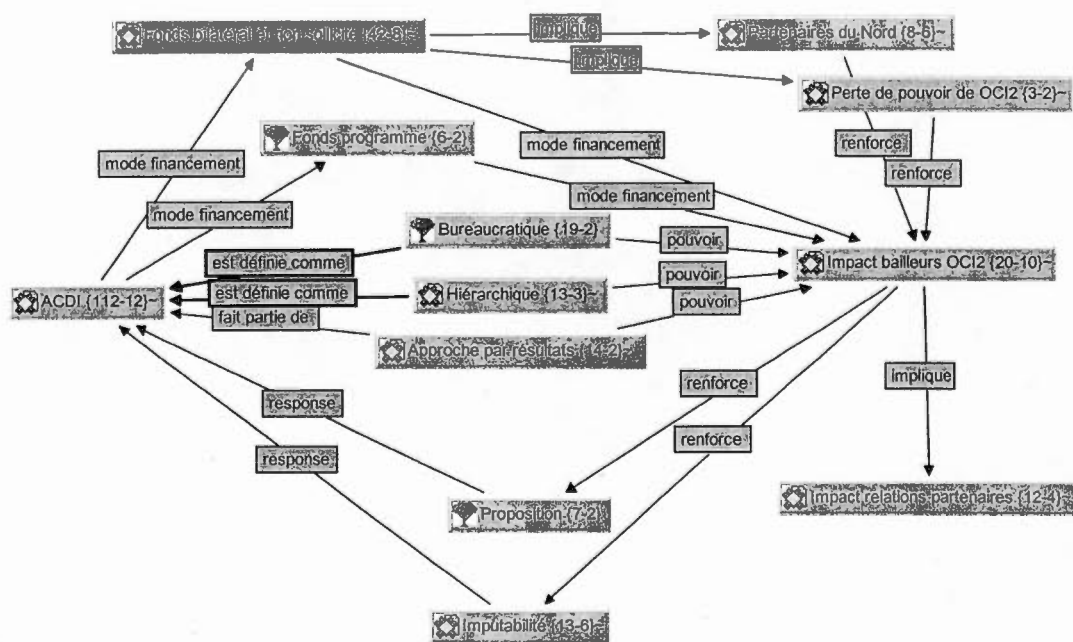 Fonds bilatéral et non sollicité {42-8}~
implique
Partenaires du Nord {8-5}~
implique
Perte de pouvoir de OCI2 {3-2}~
Fonds programme {6-2}
mode financement
renforce
mode financement
renforce
mode financement
mode financement
Bureaucratique {19-2}
pouvoir
est définie comme
Impact bailleurs OCI2 {20-10}~
pouvoir
ACDI {112-12}~
est définie comme
Hiérarchique {13-3}~
pouvoir
fait partie de
Approche par résultats {14-2}~
renforce
implique
response
renforce
response
Impact relations partenaires {12-4}~
Proposition {7-2}
Imputabilité {13-6}~